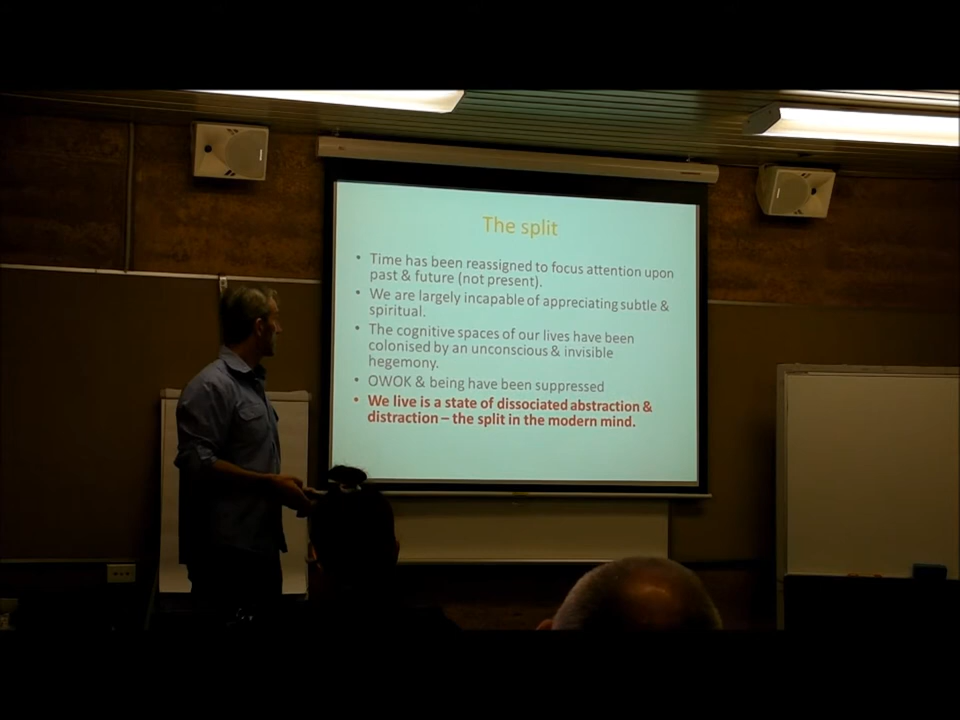 The split
• Time has been reassigned to focus attention upon
past & future (not present).
• We are largely incapable of appreciating subtle &
spiritual.
• The cognitive spaces of our lives have been
colonised by an unconscious & invisible
hegemony.
• OWOK & being have been suppressed
• We live is a state of dissociated abstraction &
distraction – the split in the modern mind.